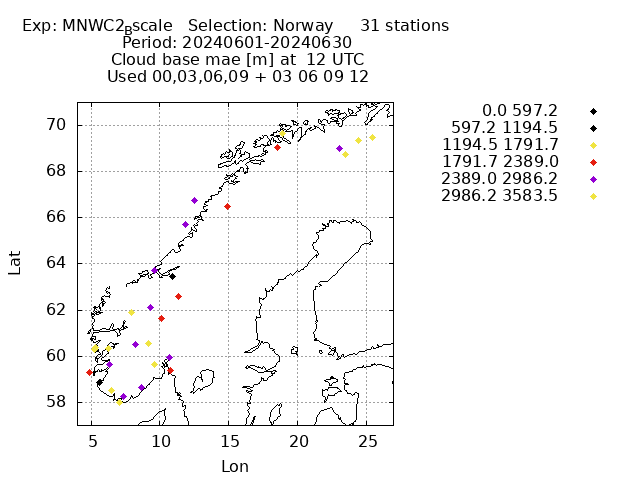 Exp: MNWC2_Bscale   Selection: Norway      31 stations
Period: 20240601-20240630
Cloud base mae [m] at  12 UTC
Used 00,03,06,09 + 03 06 09 12
0.0 597.2
597.2 1194.5
1194.5 1791.7
1791.7 2389.0
2389.0 2986.2
2986.2 3583.5
Lat
70
68
66
64
62
60
58
5 10 15 20 25
Lon